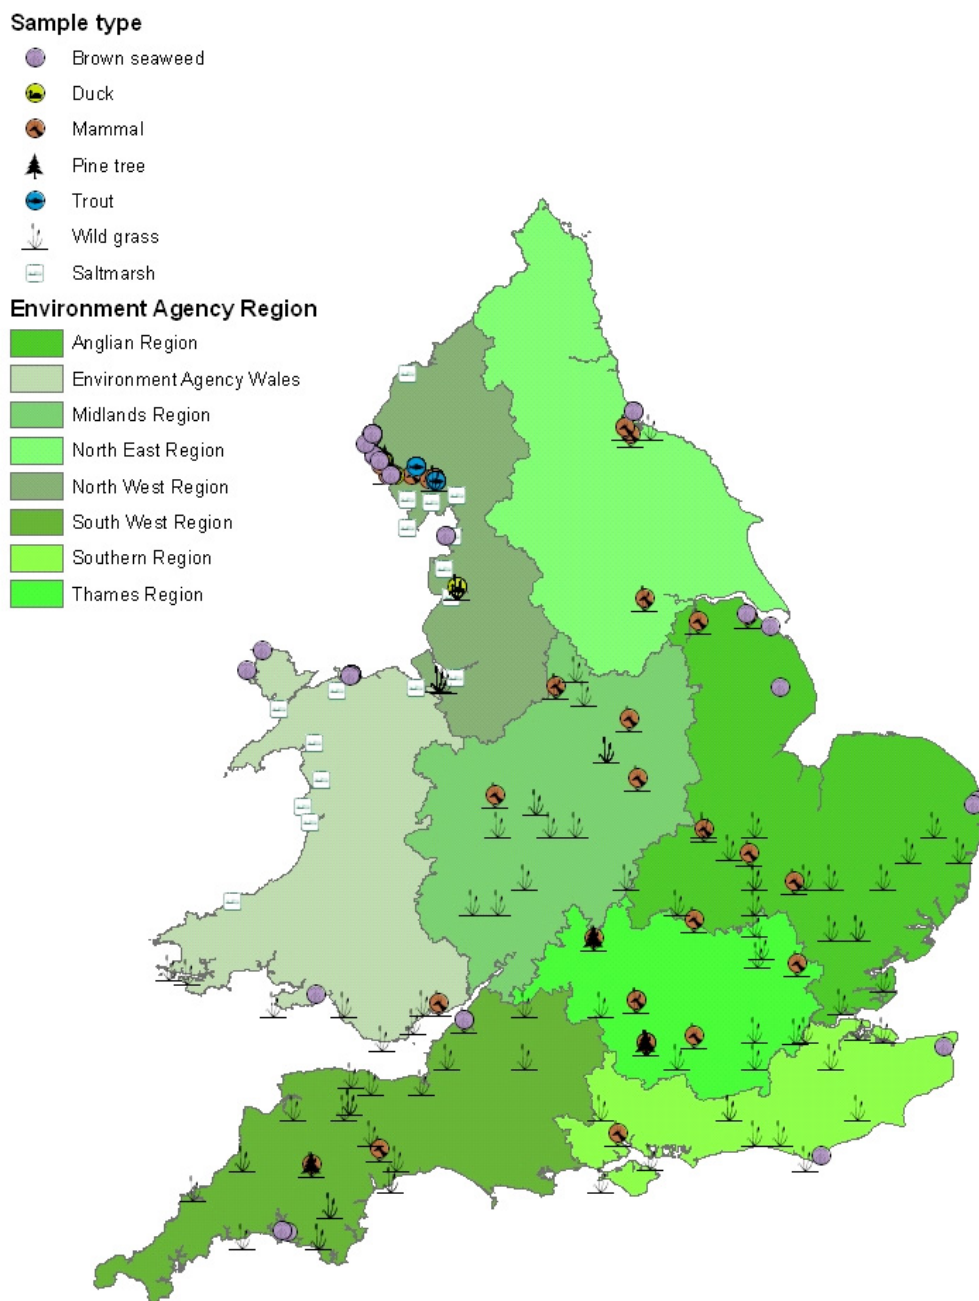 Sample type
Brown seaweed
Duck
Mammal
Pine tree
Trout
Wild grass
Saltmarsh
Environment Agency Region
Anglian Region
Environment Agency Wales
Midlands Region
North East Region
North West Region
South West Region
Southern Region
Thames Region